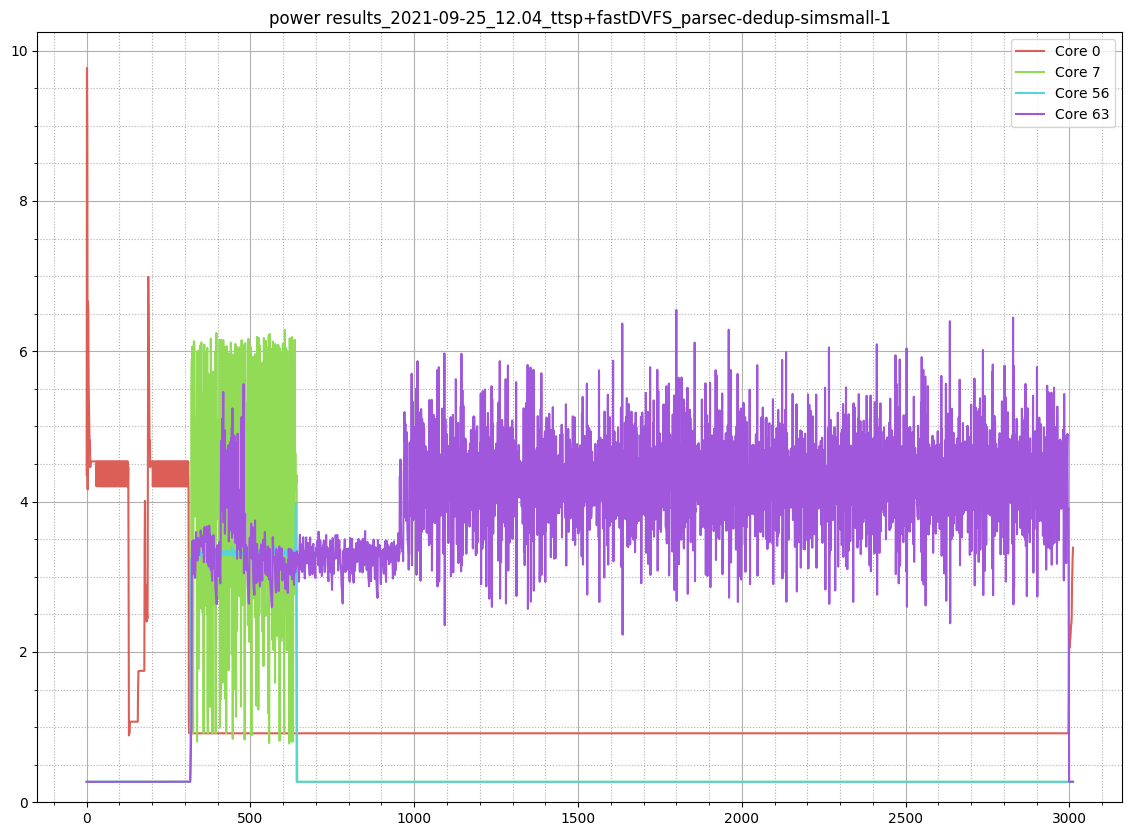 power results_2021-09-25_12.04_ttsp+fastDVFS_parsec-dedup-simsmall-1
Core 0
Core 7
Core 56
Core 63
10
8
6
4
2
0
0 500 1000 1500 2000 2500 3000